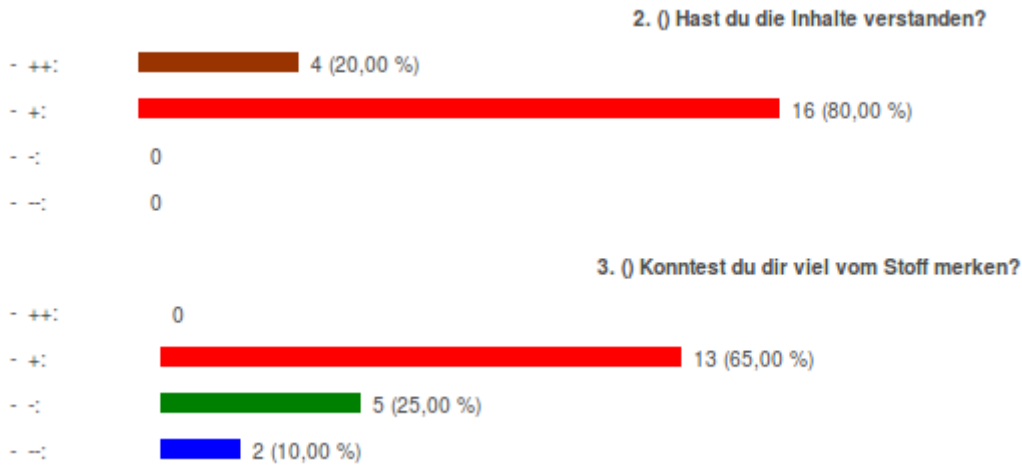 2. () Hast du die Inhalte verstanden?
- ++: 4 (20,00 %)
- +: 16 (80,00 %)
- -: 0
- --: 0
3. () Konntest du dir viel vom Stoff merken?
- ++: 0
- +: 13 (65,00 %)
- -: 5 (25,00 %)
- --: 2 (10,00 %)